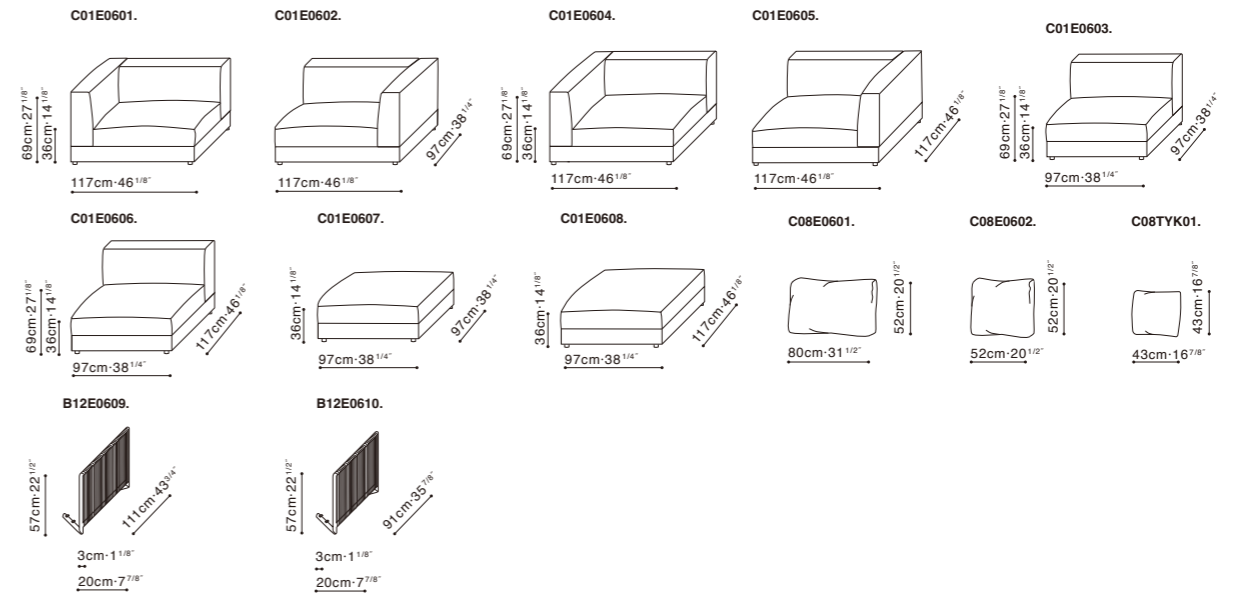 C01E0601.
69cm·27 1/8"
36cm·14 1/8"
117cm·46 1/8"
C01E0602.
97cm·38 1/4"
117cm·46 1/8"
C01E0604.
69cm·27 1/8"
36cm·14 1/8"
117cm·46 1/8"
C01E0605.
117cm·46 1/8"
117cm·46 1/8"
C01E0603.
69cm·27 1/8"
36cm·14 1/8"
97cm·38 1/4"
97cm·38 1/4"
C01E0606.
69cm·27 1/8"
36cm·14 1/8"
117cm·46 1/8"
97cm·38 1/4"
C01E0607.
36cm·14 1/8"
97cm·38 1/4"
97cm·38 1/4"
C01E0608.
36cm·14 1/8"
117cm·46 1/8"
97cm·38 1/4"
C08E0601.
52cm·20 1/2"
80cm·31 1/2"
C08E0602.
52cm·20 1/2"
52cm·20 1/2"
C08TYK01.
43cm·16 7/8"
43cm·16 7/8"
B12E0609.
57cm·22 1/2"
111cm·43 3/4"
3cm·1 1/8"
20cm·7 7/8"
B12E0610.
57cm·22 1/2"
91cm·35 7/8"
3cm·1 1/8"
20cm·7 7/8"